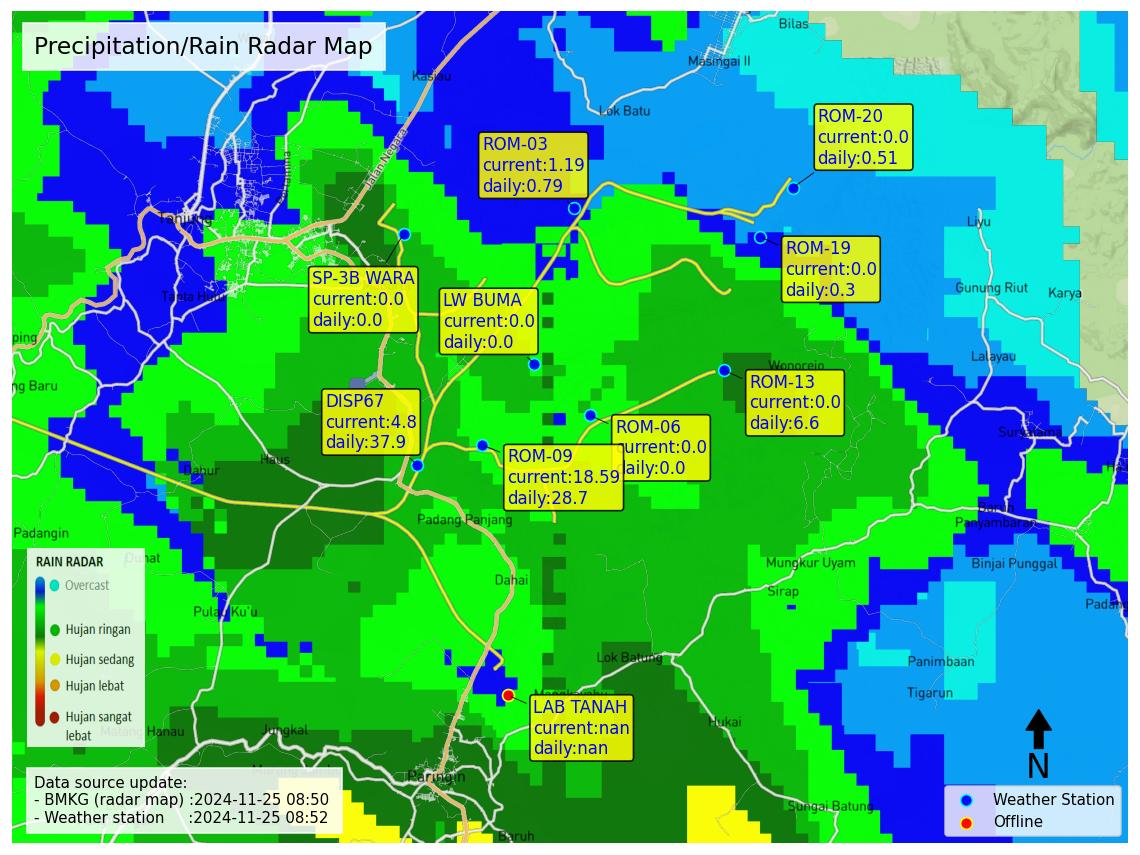 Precipitation/Rain Radar Map
Bilas
Masingai II
Kasiau
Lok Batu
Jalan Negara
ROM-20
current:0.0
daily:0.51
ROM-03
current:1.19
daily:0.79
Tanjung
Liyu
ROM-19
current:0.0
daily:0.3
SP-3B WARA
current:0.0
daily:0.0
LW BUMA
current:0.0
daily:0.0
Gunung Riut
Karya
ping
Lalayau
Wonorejo
ng Baru
ROM-13
current:0.0
daily:6.6
DISP67
current:4.8
daily:37.9
ROM-06
current:0.0
daily:0.0
ROM-09
current:18.59
daily:28.7
Haus
Dahur
Padang Panjang
Padangin
Panyambaran
Mungkur Uyam
Binjai Punggal
Dahai
Sirap
Padang
Pulau Ku'u
Lok Batung
Panimbaan
Tigarun
RAIN RADAR
Overcast
Hujan ringan
Hujan sedang
Hujan lebat
Hujan sangat
lebat
LAB TANAH
current:nan
daily:nan
Hukai
Jungkal
Paringin
Sungai Batung
Baruh
N
Data source update:
- BMKG (radar map) :2024-11-25 08:50
- Weather station :2024-11-25 08:52
Weather Station
Offline